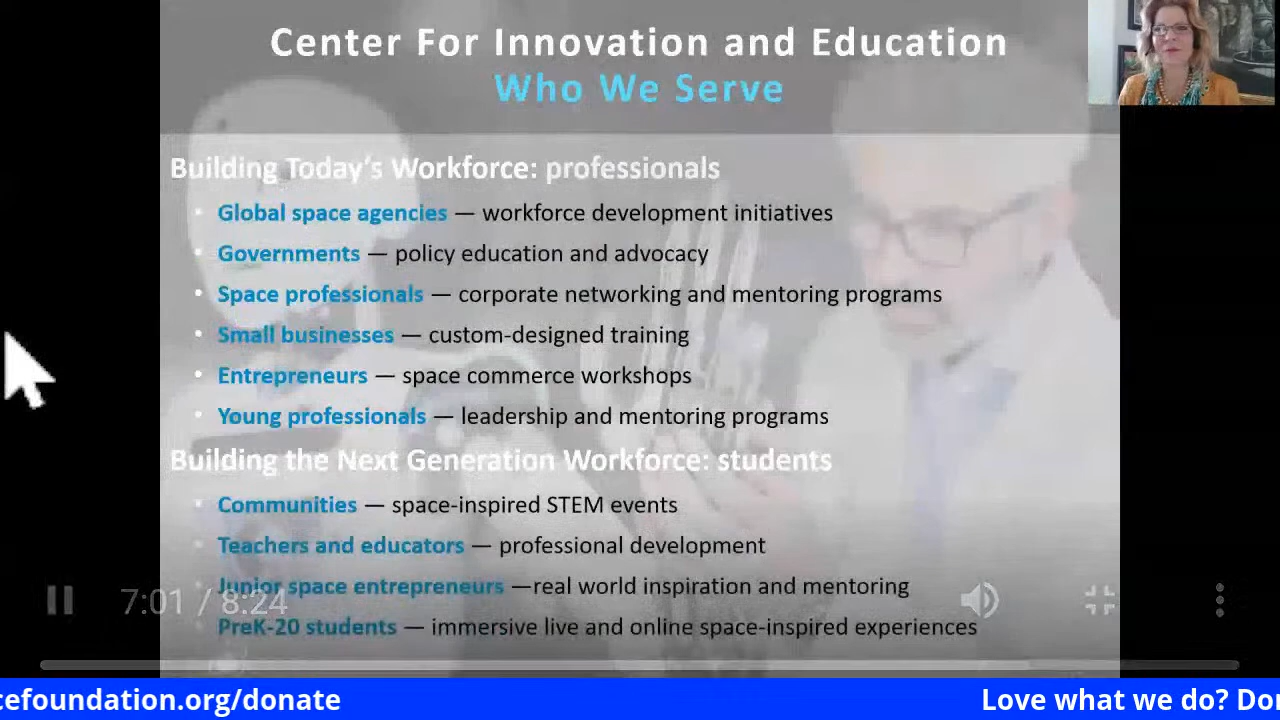 Center For Innovation and Education
Who We Serve
Building Today's Workforce: professionals
• Global space agencies — workforce development initiatives
• Governments — policy education and advocacy
• Space professionals — corporate networking and mentoring programs
• Small businesses — custom-designed training
• Entrepreneurs — space commerce workshops
• Young professionals — leadership and mentoring programs
Building the Next Generation Workforce: students
• Communities — space-inspired STEM events
• Teachers and educators — professional development
• Junior space entrepreneurs —real world inspiration and mentoring
7:01 / 8:24
• PreK-20 students — immersive live and online space-inspired experiences
cefoundation.org/donate Love what we do? Don